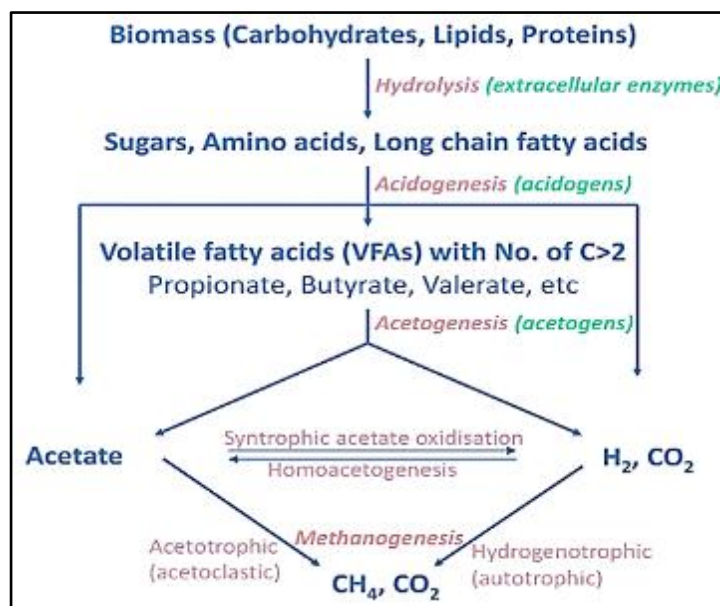 Biomass (Carbohydrates, Lipids, Proteins)
Hydrolysis (extracellular enzymes)
Sugars, Amino acids, Long chain fatty acids
Acidogenesis (acidogens)
Volatile fatty acids (VFAs) with No. of C>2
Propionate, Butyrate, Valerate, etc
Acetogenesis (acetogens)
Syntrophic acetate oxidisation
Acetate
H₂, CO₂
Homoacetogenesis
Methanogenesis
Acetotrophic
(acetoclastic)
Hydrogenotrophic
(autotrophic)
CH₄, CO₂